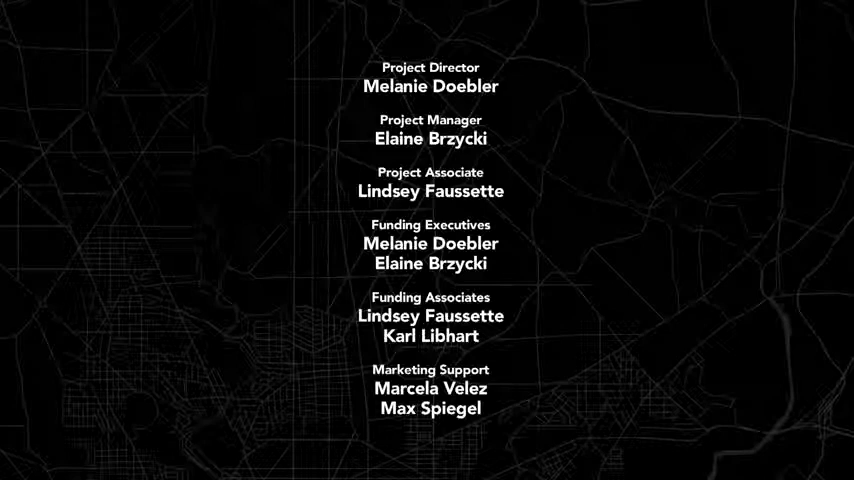 Project Director
Melanie Doebler
Project Manager
Elaine Brzycki
Project Associate
Lindsey Faussette
Funding Executives
Melanie Doebler
Elaine Brzycki
Funding Associates
Lindsey Faussette
Karl Libhart
Marketing Support
Marcela Velez
Max Spiegel